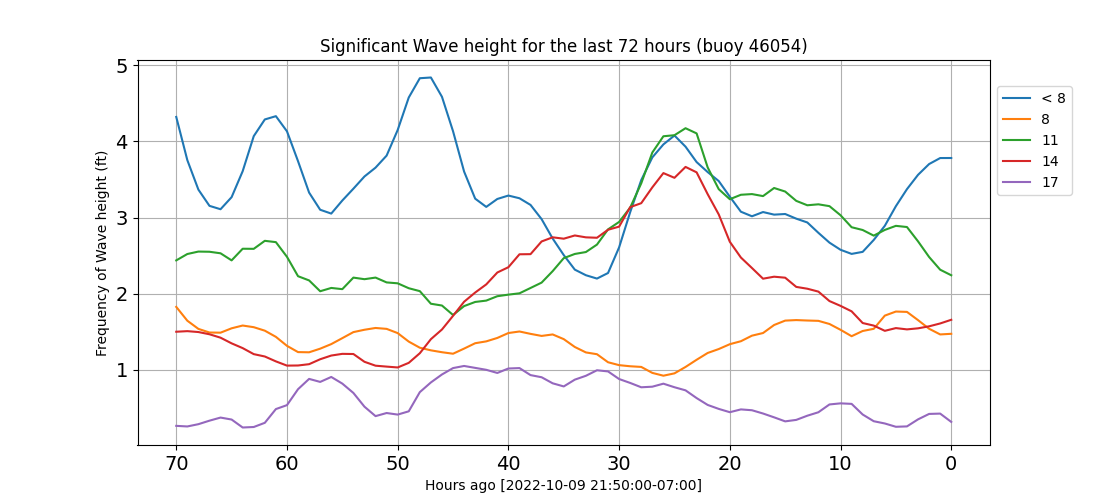 Significant Wave height for the last 72 hours (buoy 46054)
Frequency of Wave height (ft)
5
4
3
2
1
70 60 50 40 30 20 10 0
Hours ago [2022-10-09 21:50:00-07:00]
< 8
8
11
14
17